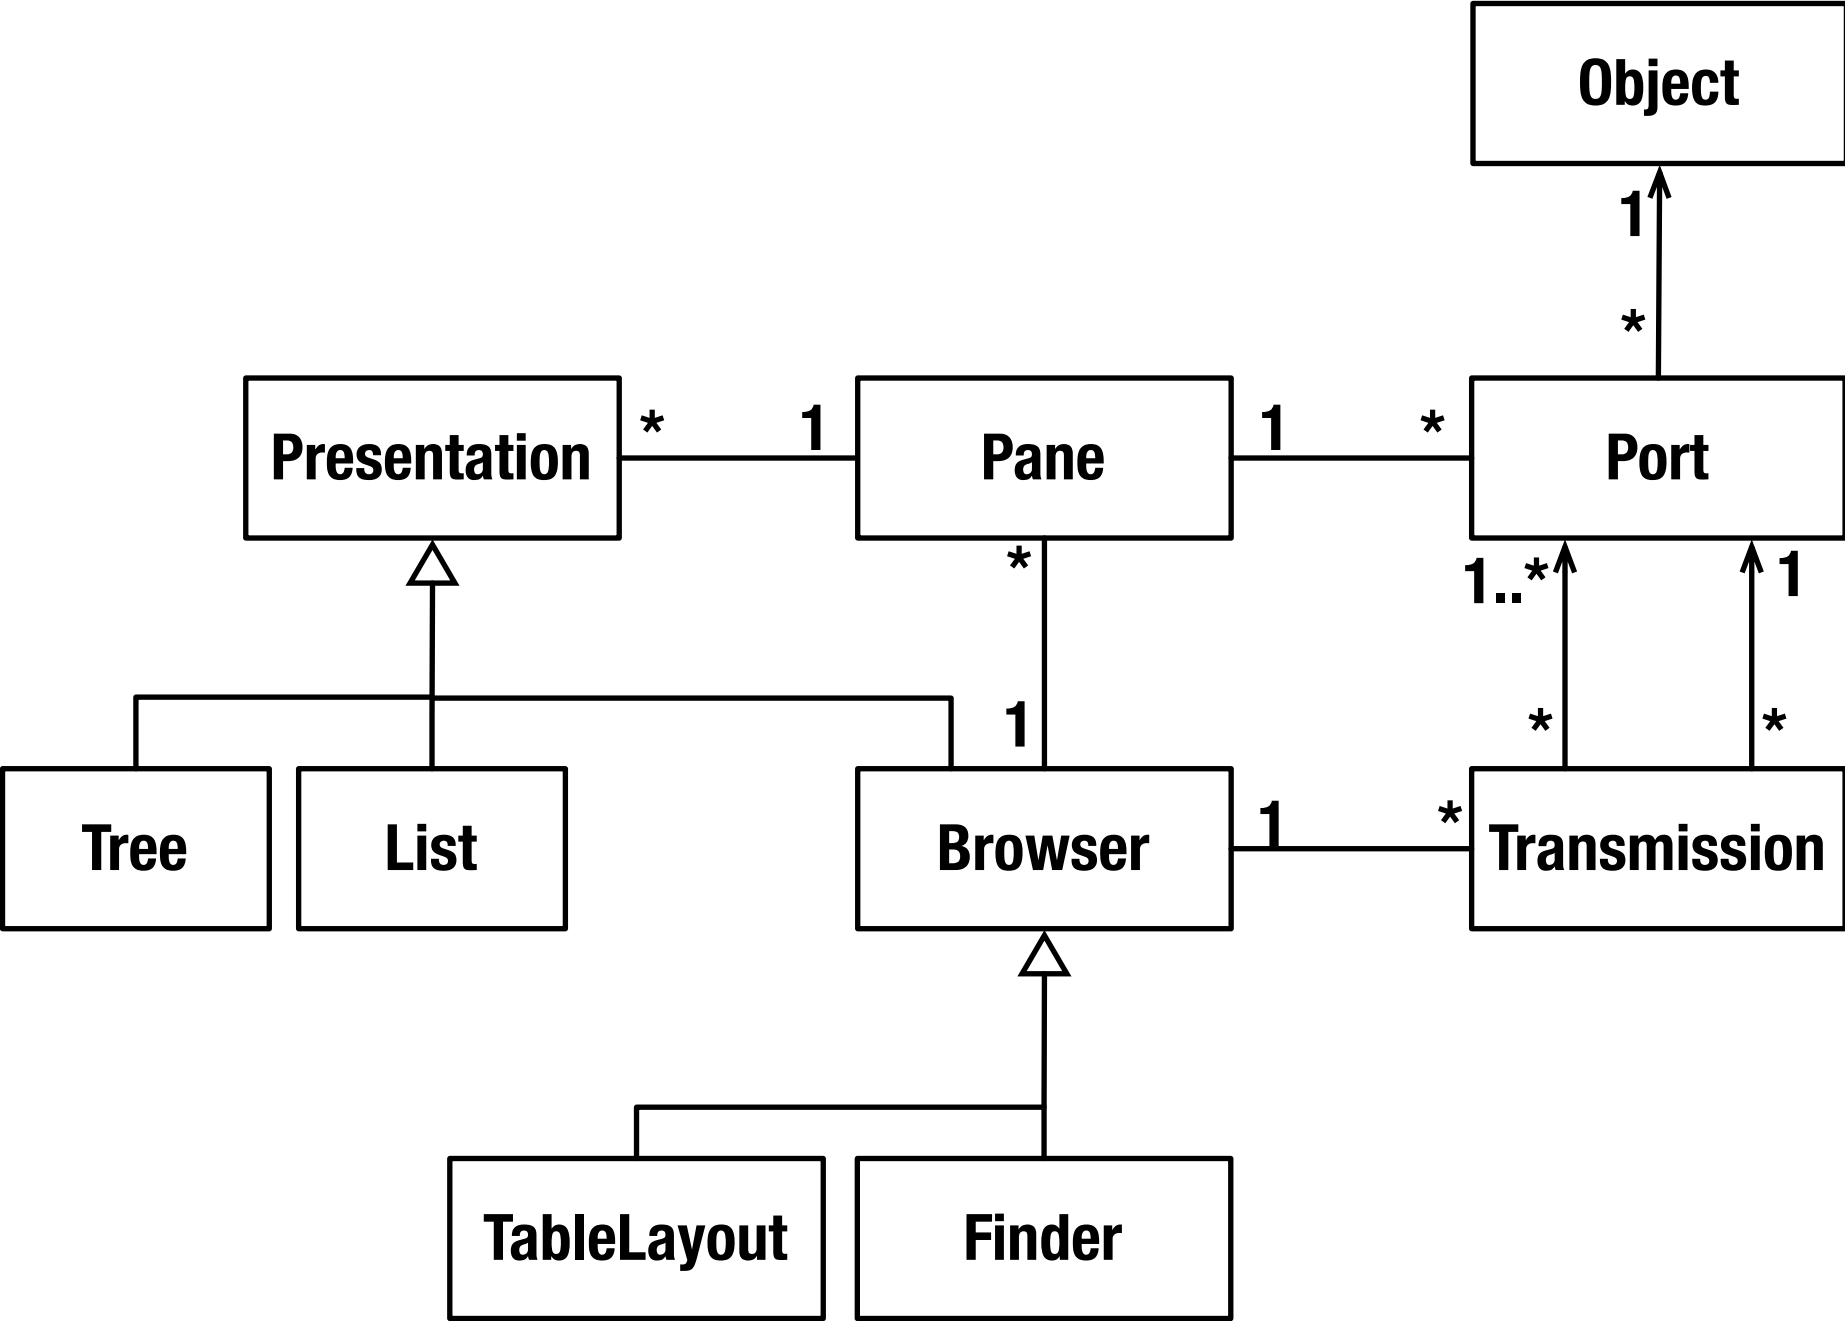 Object
1
*
Presentation
*
1
Pane
1
*
Port
*
1..*
1
1
*
*
Tree
List
Browser
1
*
Transmission
TableLayout
Finder